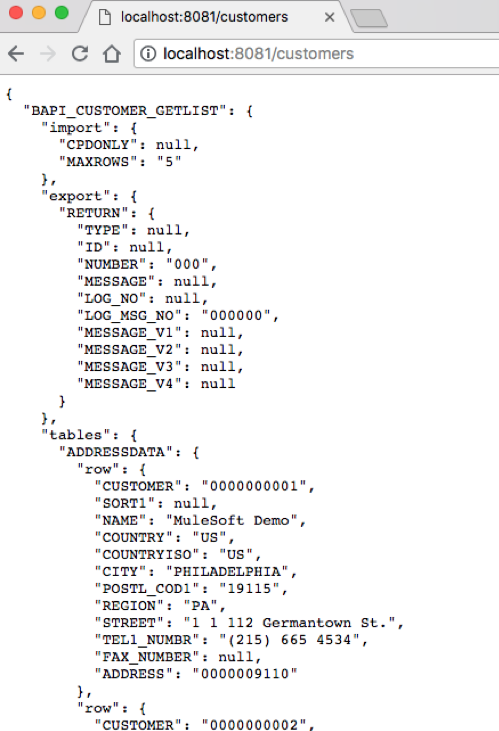 localhost:8081/customers
localhost:8081/customers
{
"BAPI_CUSTOMER_GETLIST": {
"import": {
"CPDONLY": null,
"MAXROWS": "5"
},
"export": {
"RETURN": {
"TYPE": null,
"ID": null,
"NUMBER": "000",
"MESSAGE": null,
"LOG_NO": null,
"LOG_MSG_NO": "000000",
"MESSAGE_V1": null,
"MESSAGE_V2": null,
"MESSAGE_V3": null,
"MESSAGE_V4": null
}
},
"tables": {
"ADDRESSDATA": {
"row": {
"CUSTOMER": "0000000001",
"SORT1": null,
"NAME": "MuleSoft Demo",
"COUNTRY": "US",
"COUNTRYISO": "US",
"CITY": "PHILADELPHIA",
"POSTL_COD1": "19115",
"REGION": "PA",
"STREET": "1 1 112 Germantown St.",
"TEL1_NUMBR": "(215) 665 4534",
"FAX_NUMBER": null,
"ADDRESS": "0000009110"
},
"row": {
"CUSTOMER": "0000000002",